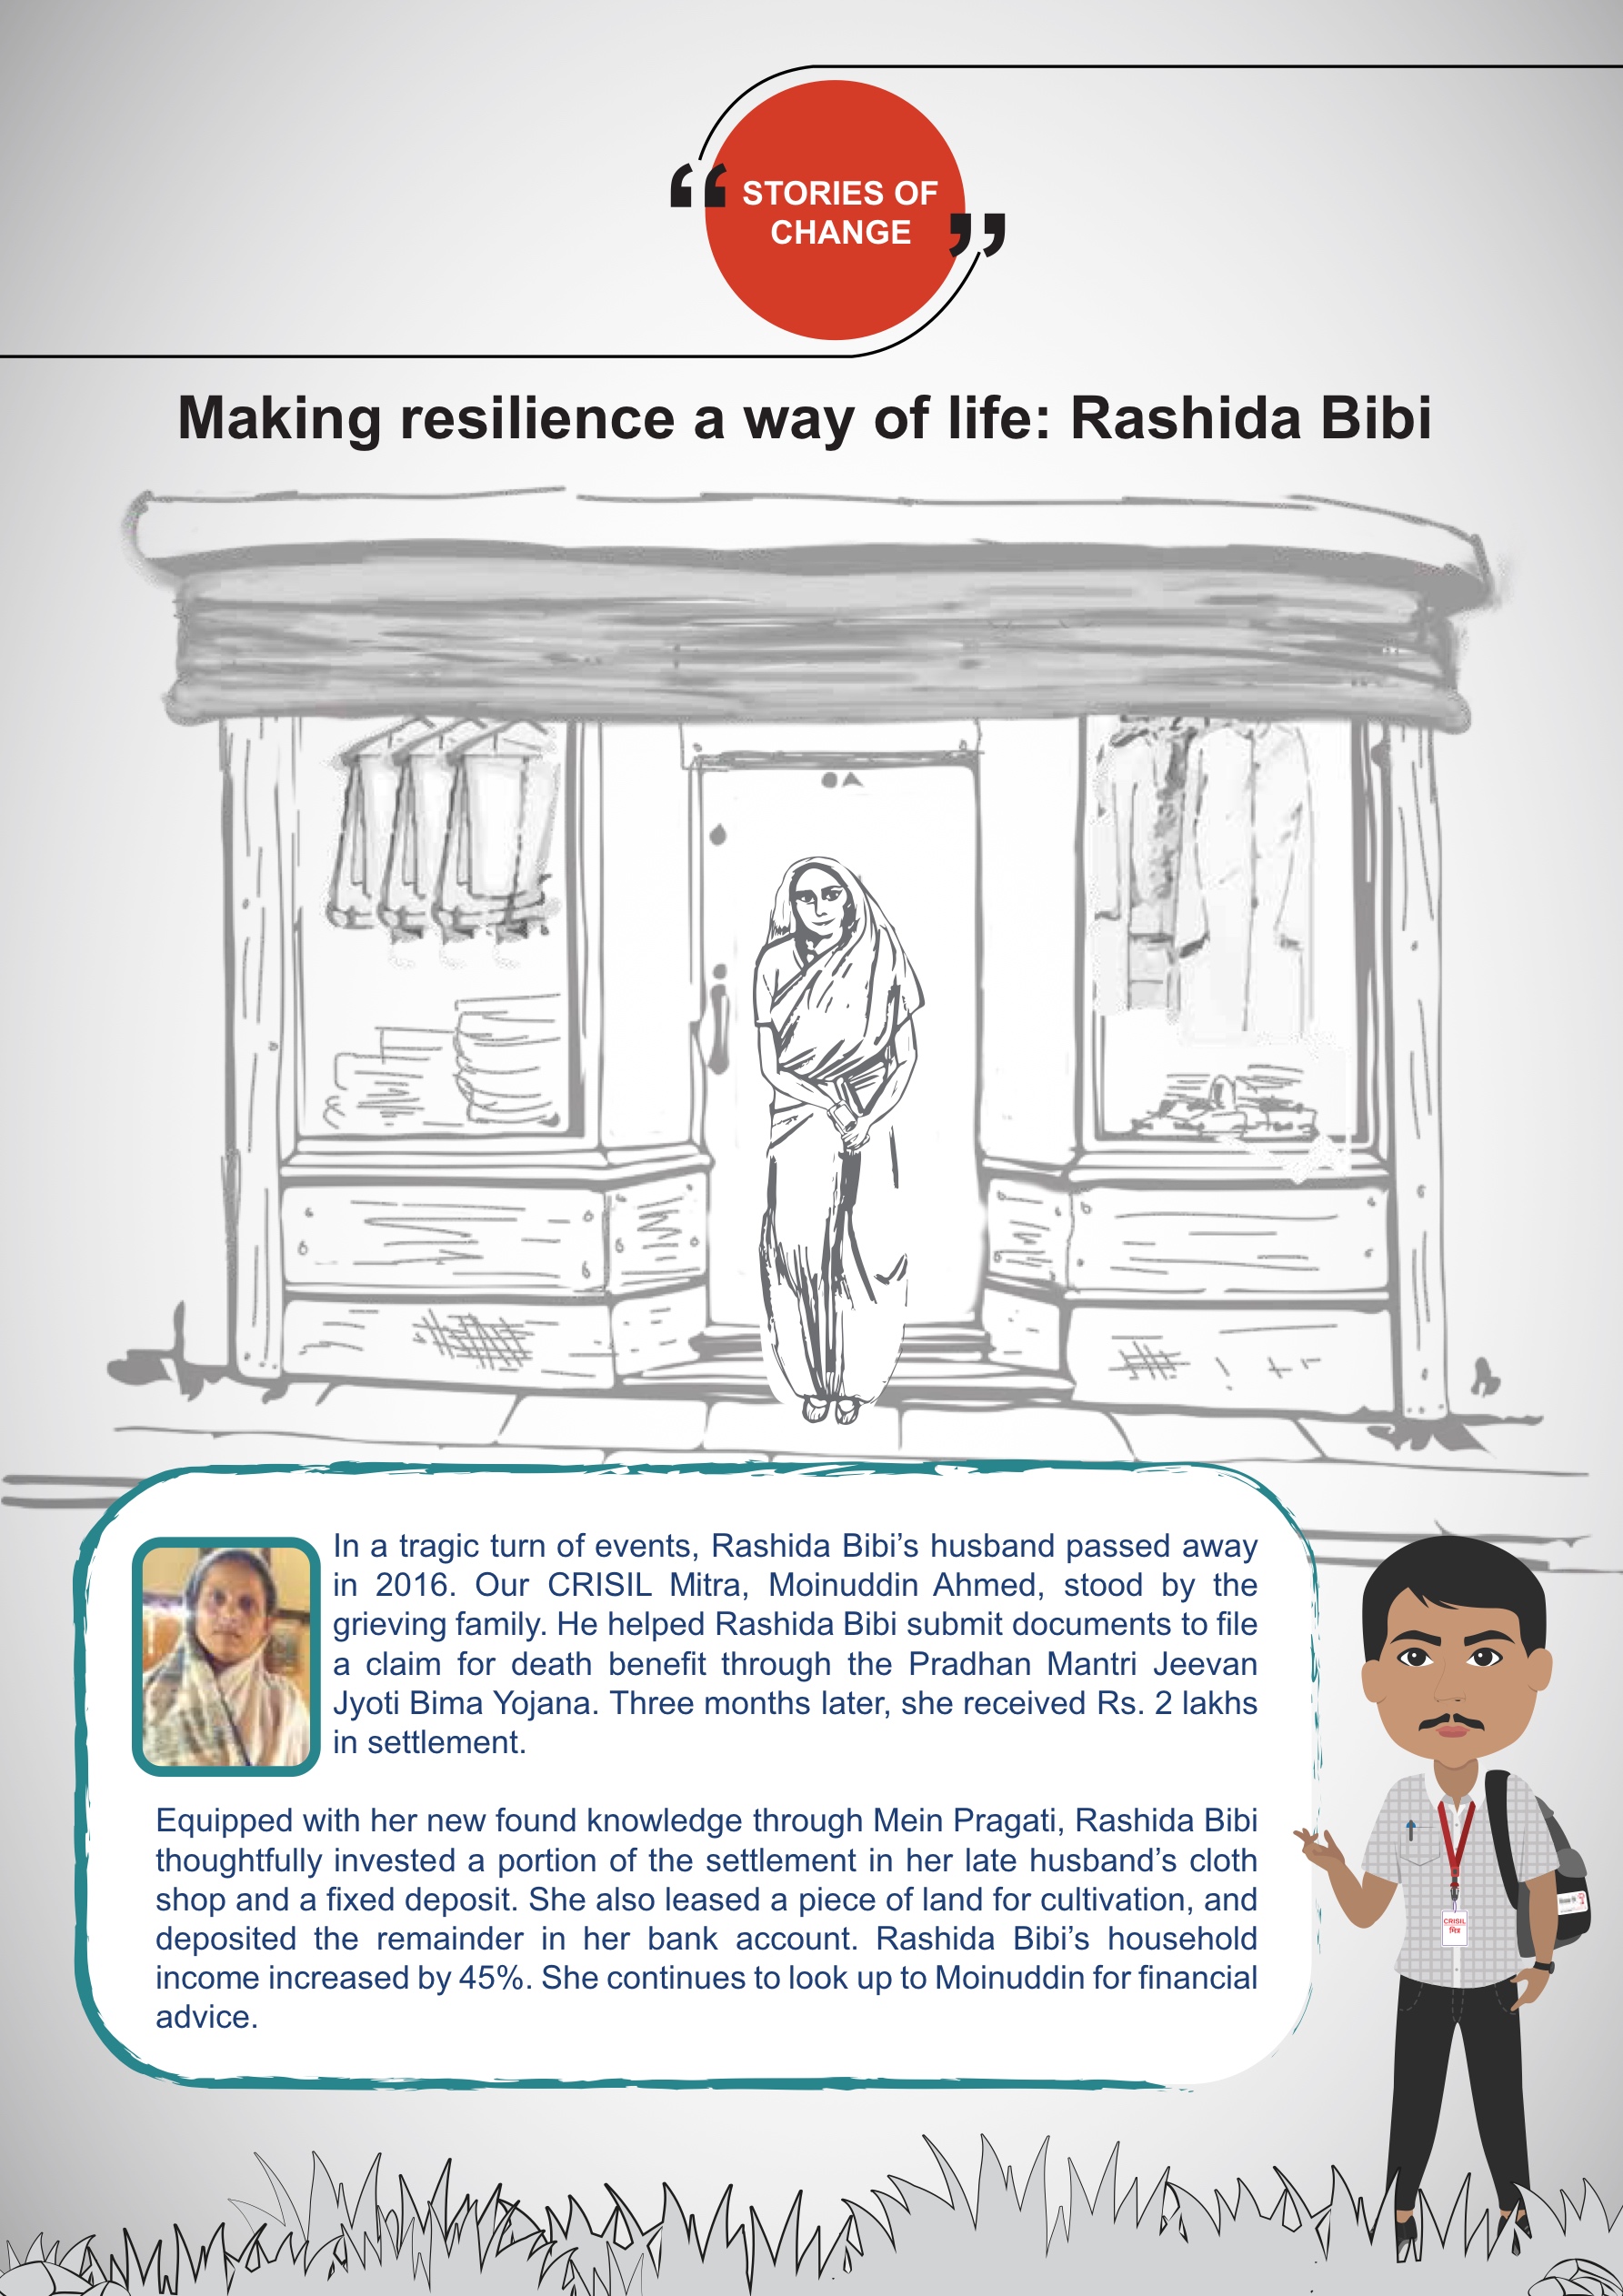 STORIES OF
CHANGE
Making resilience a way of life: Rashida Bibi
In a tragic turn of events, Rashida Bibi’s husband passed away
in 2016. Our CRISIL Mitra, Moinuddin Ahmed, stood by the
grieving family. He helped Rashida Bibi submit documents to file
a claim for death benefit through the Pradhan Mantri Jeevan
Jyoti Bima Yojana. Three months later, she received Rs. 2 lakhs
in settlement.
Equipped with her new found knowledge through Mein Pragati, Rashida Bibi
thoughtfully invested a portion of the settlement in her late husband’s cloth
shop and a fixed deposit. She also leased a piece of land for cultivation, and
deposited the remainder in her bank account. Rashida Bibi’s household
income increased by 45%. She continues to look up to Moinuddin for financial
advice.
CRISIL
मित्र